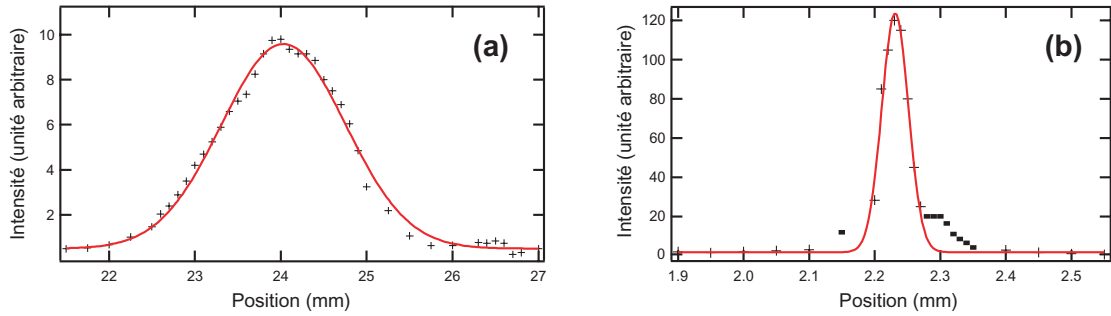 (a)
Intensité (unité arbitraire)
10
8
6
4
2
22 23 24 25 26 27
Position (mm)
(b)
Intensité (unité arbitraire)
120
100
80
60
40
20
0
1.9 2.0 2.1 2.2 2.3 2.4 2.5
Position (mm)